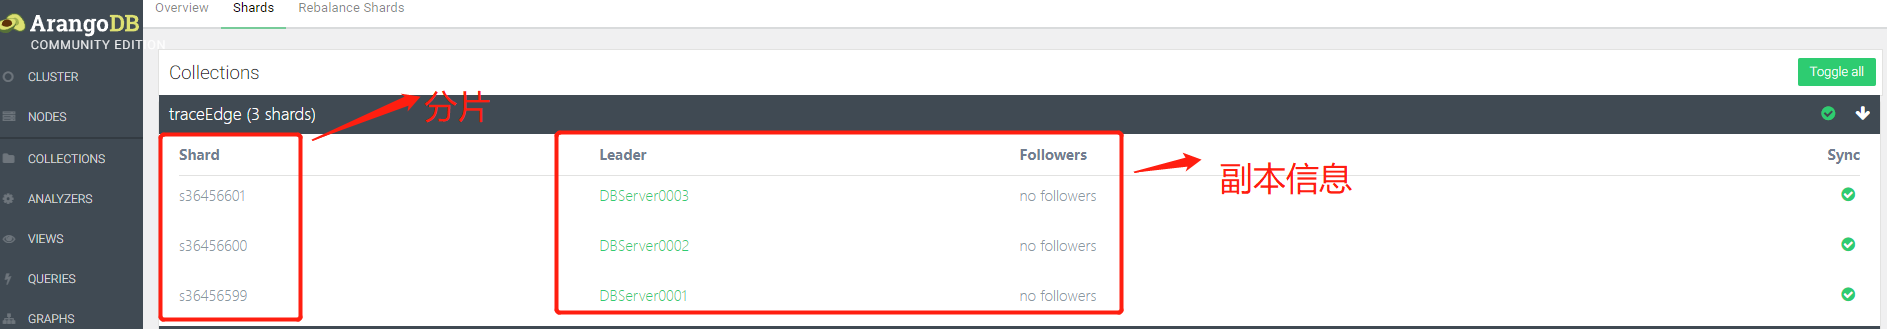 Overview Shards Rebalance Shards
ArangoDB
COMMUNITY EDITION
CLUSTER
NODES
COLLECTIONS
ANALYZERS
VIEWS
QUERIES
GRAPHS
Collections
Toggle all
分片
traceEdge (3 shards)
Shard Leader Followers Sync
副本信息
s36456601 DBServer0003 no followers
s36456600 DBServer0002 no followers
s36456599 DBServer0001 no followers